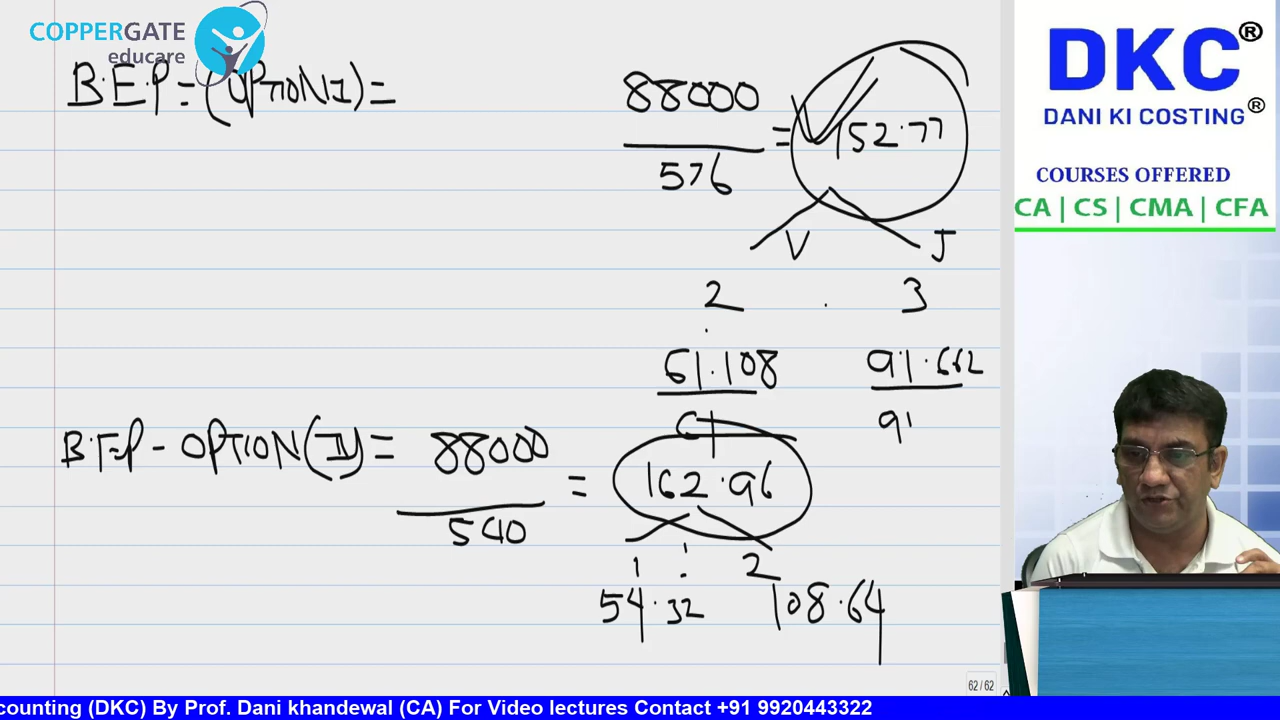 COPPERGATE
educare
B.E.P = (OPTION I) =
88000
576
= 152.77
V J
2 : 3
61.108 91.662
61 91
B.E.P - OPTION (II) = 88000
540
= 162.96
1 : 2
54.32 108.64
62 / 62
DKC®
DANI KI COSTING®
COURSES OFFERED
CA | CS | CMA | CFA
counting (DKC) By Prof. Dani khandewal (CA) For Video lectures Contact +91 9920443322